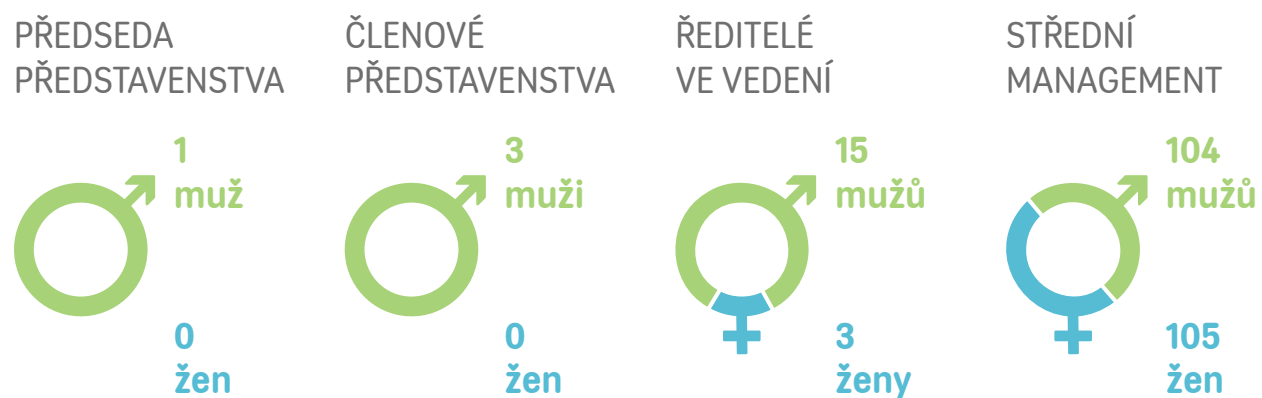 PŘEDSEDA
PŘEDSTAVENSTVA
1
muž
0
žen
ČLENOVÉ
PŘEDSTAVENSTVA
3
muži
0
žen
ŘEDITELÉ
VE VEDENÍ
15
mužů
3
ženy
STŘEDNÍ
MANAGEMENT
104
mužů
105
žen